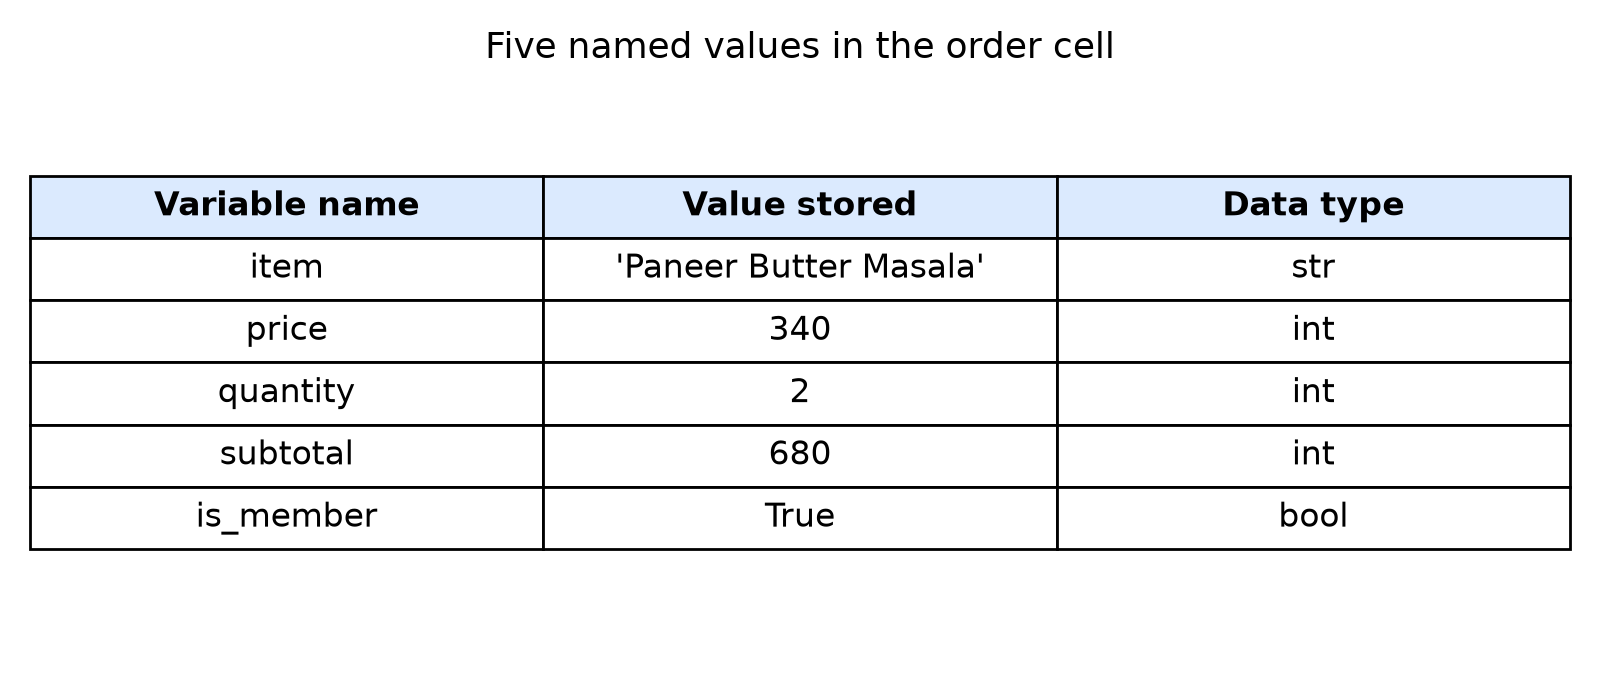 Five named values in the order cell
Variable name Value stored Data type
item 'Paneer Butter Masala' str
price 340 int
quantity 2 int
subtotal 680 int
is_member True bool